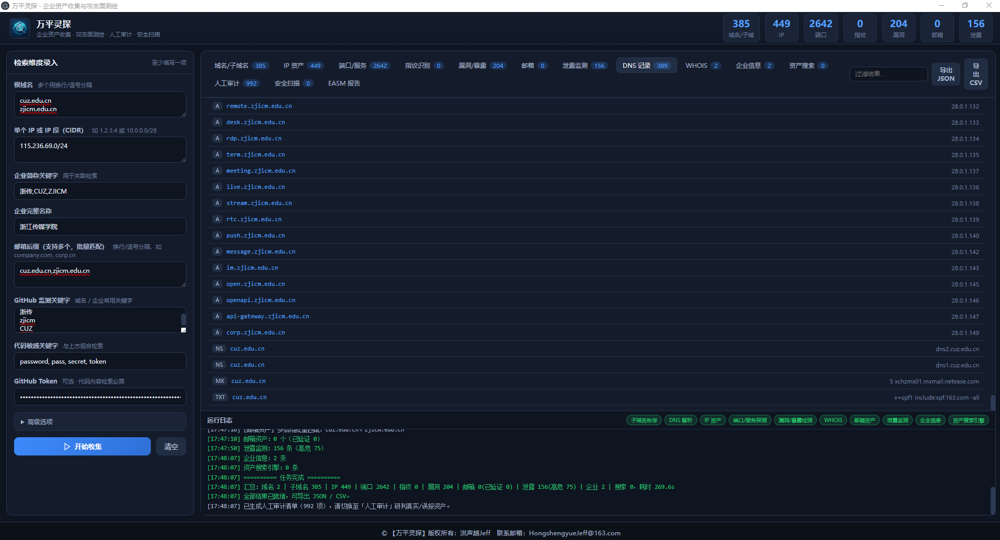 万平灵探 · 企业资产收集与攻击面测绘
万平灵探
企业资产收集 · 攻击面测绘 · 人工审计 · 安全扫描
385 域名/子域
449 IP
2642 端口
0 指纹
204 漏洞
0 邮箱
156 泄露
检索维度录入 至少填写一项
根域名 多个用换行/逗号分隔
cuz.edu.cn
zjicm.edu.cn
单个 IP 或 IP 段（CIDR） 如 1.2.3.4 或 10.0.0.0/28
115.236.69.0/24
企业简称关键字 用于关联检索
浙传,CUZ,ZJICM
企业完整名称
浙江传媒学院
邮箱后缀（支持多个，批量匹配） 换行/逗号分隔，如
company.com, corp.cn
cuz.edu.cn,zjicm.edu.cn
GitHub 监测关键字 域名 / 企业常用关键字
浙传
zjicm
CUZ
代码敏感关键字 与上方组合检索
password, pass, secret, token
GitHub Token 可选 · 代码内容检索必需
▶ 高级选项
▷ 开始收集 清空
域名/子域名 385 IP 资产 449 端口/服务 2642 指纹识别 0 漏洞/暴露 204 邮箱 0 泄露监测 156 DNS 记录 389 WHOIS 2 企业信息 2 资产搜索 0
人工审计 992 安全扫描 0 EASM 报告
过滤结果...
导出
JSON
导
出
CSV
A remote.zjicm.edu.cn 28.0.1.132
A desk.zjicm.edu.cn 28.0.1.133
A rdp.zjicm.edu.cn 28.0.1.134
A term.zjicm.edu.cn 28.0.1.135
A meeting.zjicm.edu.cn 28.0.1.137
A live.zjicm.edu.cn 28.0.1.136
A stream.zjicm.edu.cn 28.0.1.138
A rtc.zjicm.edu.cn 28.0.1.139
A push.zjicm.edu.cn 28.0.1.140
A message.zjicm.edu.cn 28.0.1.142
A im.zjicm.edu.cn 28.0.1.143
A open.zjicm.edu.cn 28.0.1.145
A openapi.zjicm.edu.cn 28.0.1.146
A api-gateway.zjicm.edu.cn 28.0.1.147
A corp.zjicm.edu.cn 28.0.1.149
NS cuz.edu.cn dns2.cuz.edu.cn
NS cuz.edu.cn dns1.cuz.edu.cn
MX cuz.edu.cn 5 xchzmx01.mxmail.netease.com
TXT cuz.edu.cn v=spf1 include:spf.163.com -all
运行日志 子域名枚举 DNS 解析 IP 资产 端口/服务探测 漏洞/暴露检测 WHOIS 邮箱资产 泄露监测 企业信息 资产搜索引擎
[17:47:10] [邮箱资产] 多后缀批量匹配：cuz.edu.cn、zjicm.edu.cn
[17:47:10] 邮箱资产：0 个（已验证 0）
[17:47:50] 泄露监测：156 条（高危 75）
[17:48:07] 企业信息：2 条
[17:48:07] 资产搜索引擎：0 条
[17:48:07] ========== 任务完成 ==========
[17:48:07] 汇总：域名 2 | 子域名 385 | IP 449 | 端口 2642 | 指纹 0 | 漏洞 204 | 邮箱 0(已验证 0) | 泄露 156(高危 75) | 企业 2 | 搜索 0，耗时 269.6s
[17:48:07] 全部结果已就绪，可导出 JSON / CSV。
[17:48:07] 已生成人工审计清单（992 项），请切换至「人工审计」研判真实/误报资产。
© 【万平灵探】版权所有：洪声越Jeff 联系邮箱：HongshengyueJeff@163.com